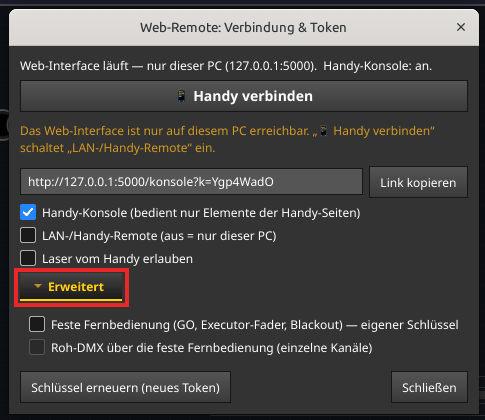 Web-Remote: Verbindung & Token
Web-Interface läuft — nur dieser PC (127.0.0.1:5000). Handy-Konsole: an.
Handy verbinden
Das Web-Interface ist nur auf diesem PC erreichbar. „📱 Handy verbinden“
schaltet „LAN-/Handy-Remote“ ein.
http://127.0.0.1:5000/konsole?k=Ygp4WadO
Link kopieren
Handy-Konsole (bedient nur Elemente der Handy-Seiten)
LAN-/Handy-Remote (aus = nur dieser PC)
Laser vom Handy erlauben
Erweitert
Feste Fernbedienung (GO, Executor-Fader, Blackout) — eigener Schlüssel
Roh-DMX über die feste Fernbedienung (einzelne Kanäle)
Schlüssel erneuern (neues Token)
Schließen